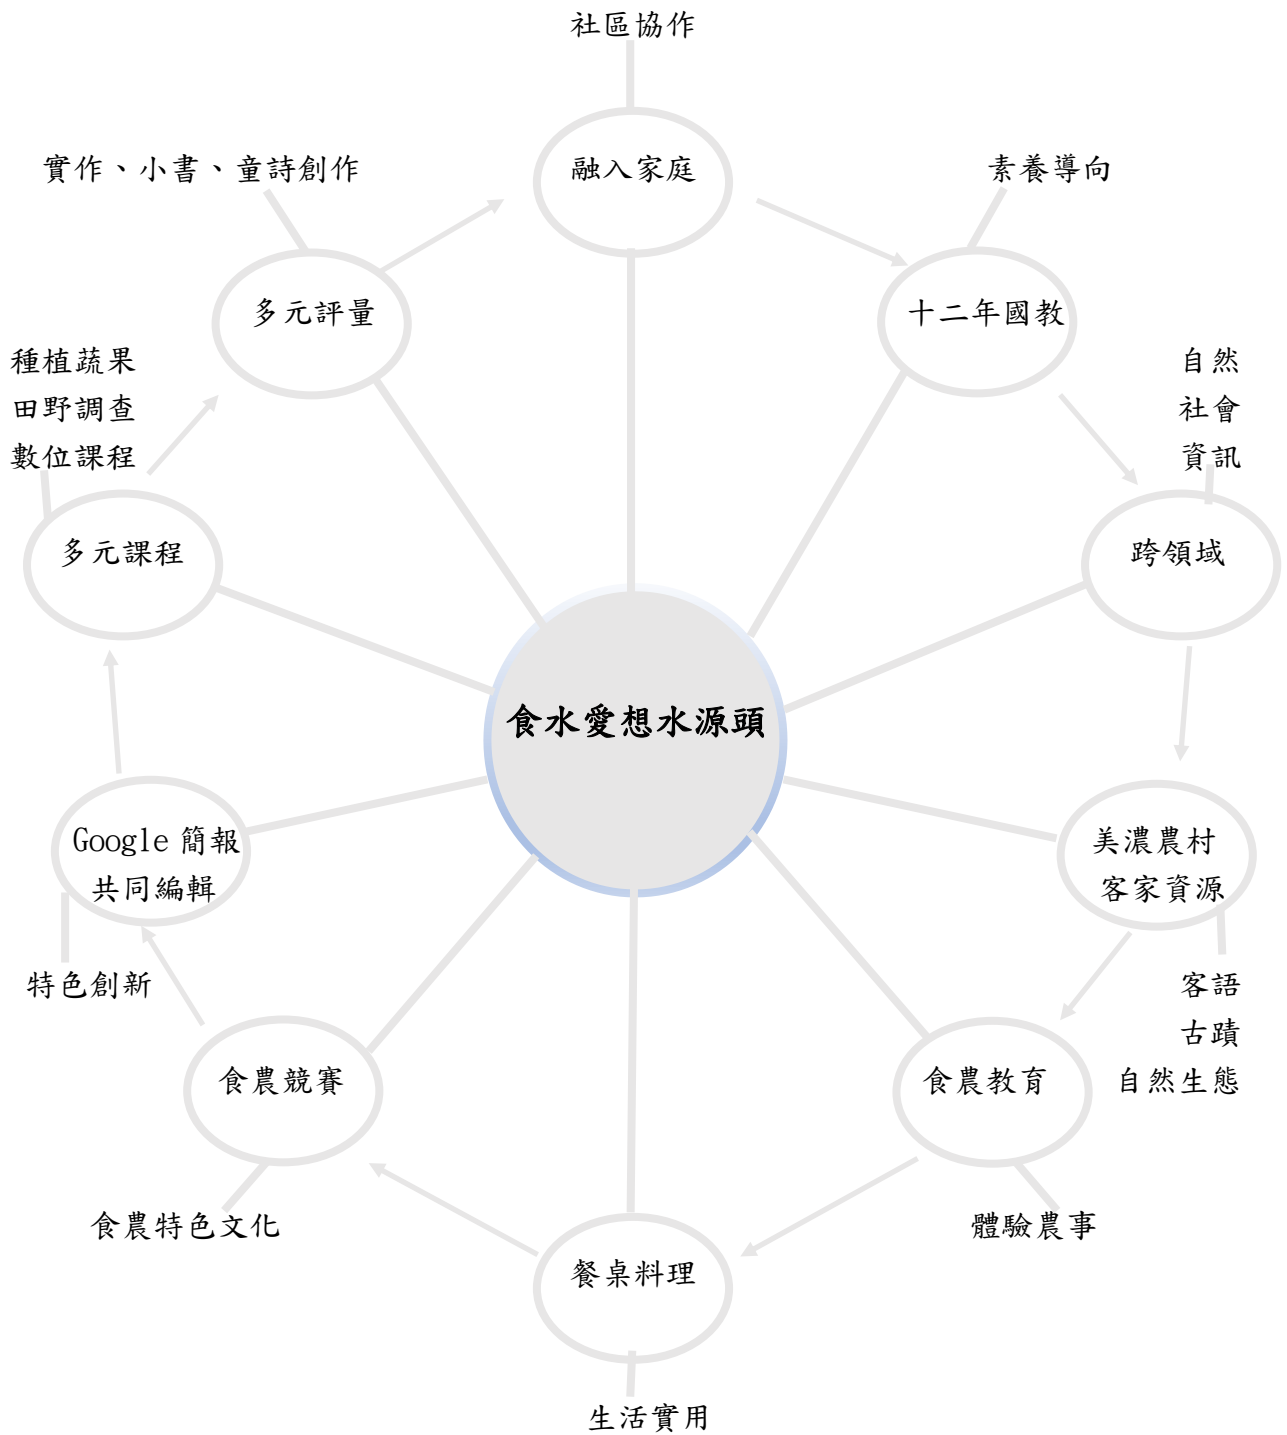 社區協作
融入家庭
實作、小書、童詩創作
素養導向
多元評量
十二年國教
種植蔬果
田野調查
數位課程
自然
社會
資訊
多元課程
跨領域
食水愛想水源頭
Google 簡報
共同編輯
美濃農村
客家資源
特色創新
客語
古蹟
自然生態
食農競賽
食農教育
食農特色文化
體驗農事
餐桌料理
生活實用